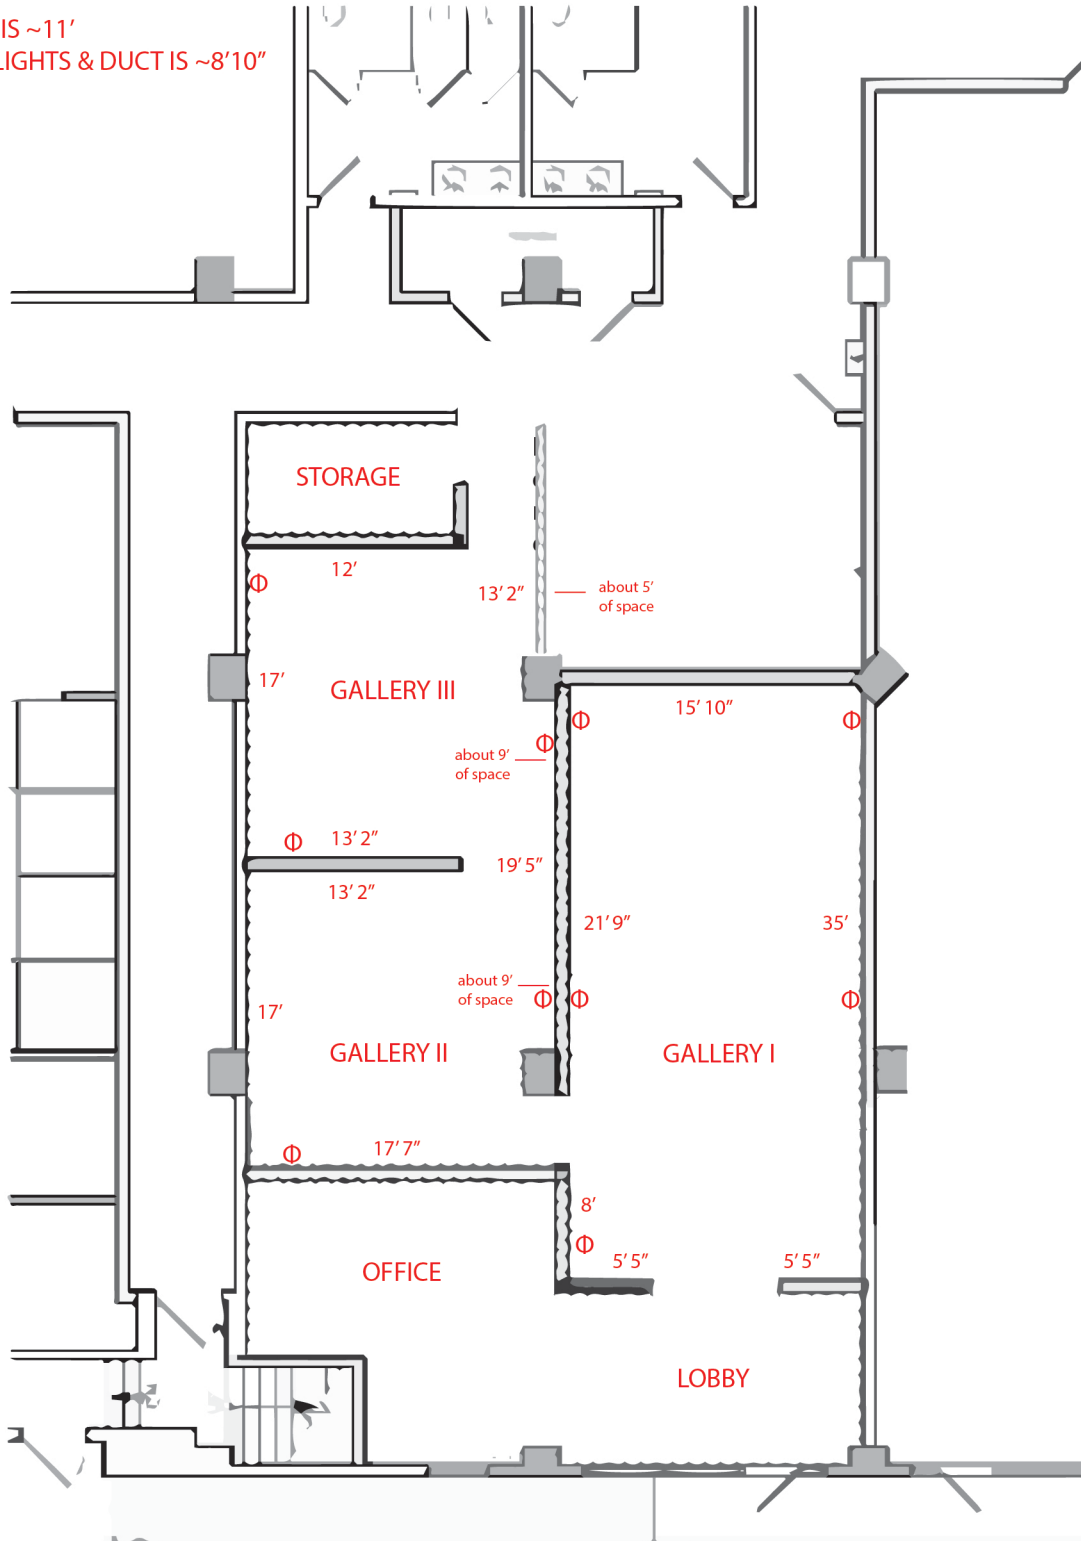 IS ~11’
LIGHTS & DUCT IS ~8’10”
STORAGE
12’
13’ 2”
about 5’
of space
17’
GALLERY III
15’ 10”
about 9’
of space
13’ 2”
19’ 5”
13’ 2”
21’ 9”
35’
about 9’
of space
17’
GALLERY II
GALLERY I
17’ 7”
8’
5’ 5”
5’ 5”
OFFICE
LOBBY